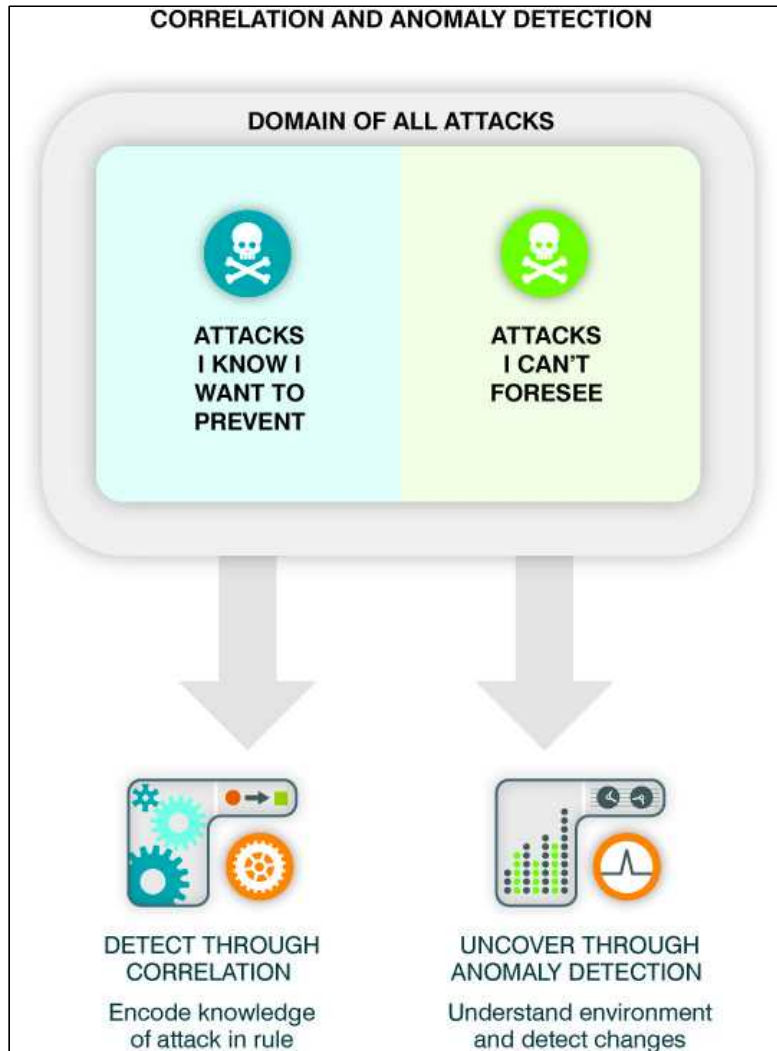 CORRELATION AND ANOMALY DETECTION
DOMAIN OF ALL ATTACKS
ATTACKS
I KNOW I
WANT TO
PREVENT
ATTACKS
I CAN'T
FORESEE
DETECT THROUGH
CORRELATION
Encode knowledge
of attack in rule
UNCOVER THROUGH
ANOMALY DETECTION
Understand environment
and detect changes